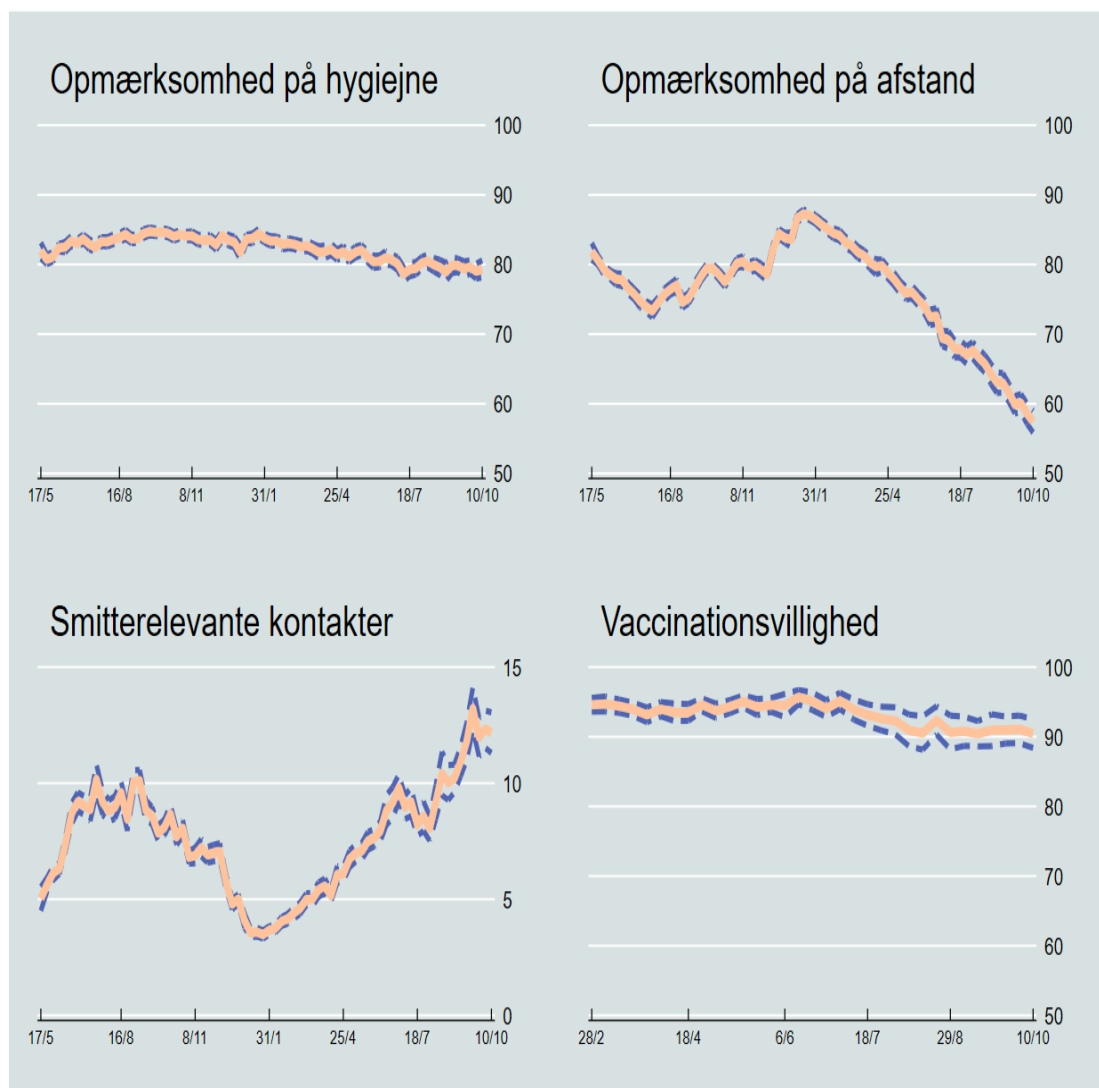 Opmærksomhed på hygiejne
100
90
80
70
60
50
17/5 16/8 8/11 31/1 25/4 18/7 10/10
Opmærksomhed på afstand
100
90
80
70
60
50
17/5 16/8 8/11 31/1 25/4 18/7 10/10
Smitterelevante kontakter
15
10
5
0
17/5 16/8 8/11 31/1 25/4 18/7 10/10
Vaccinationsvillighed
100
90
80
70
60
50
28/2 18/4 6/6 18/7 29/8 10/10